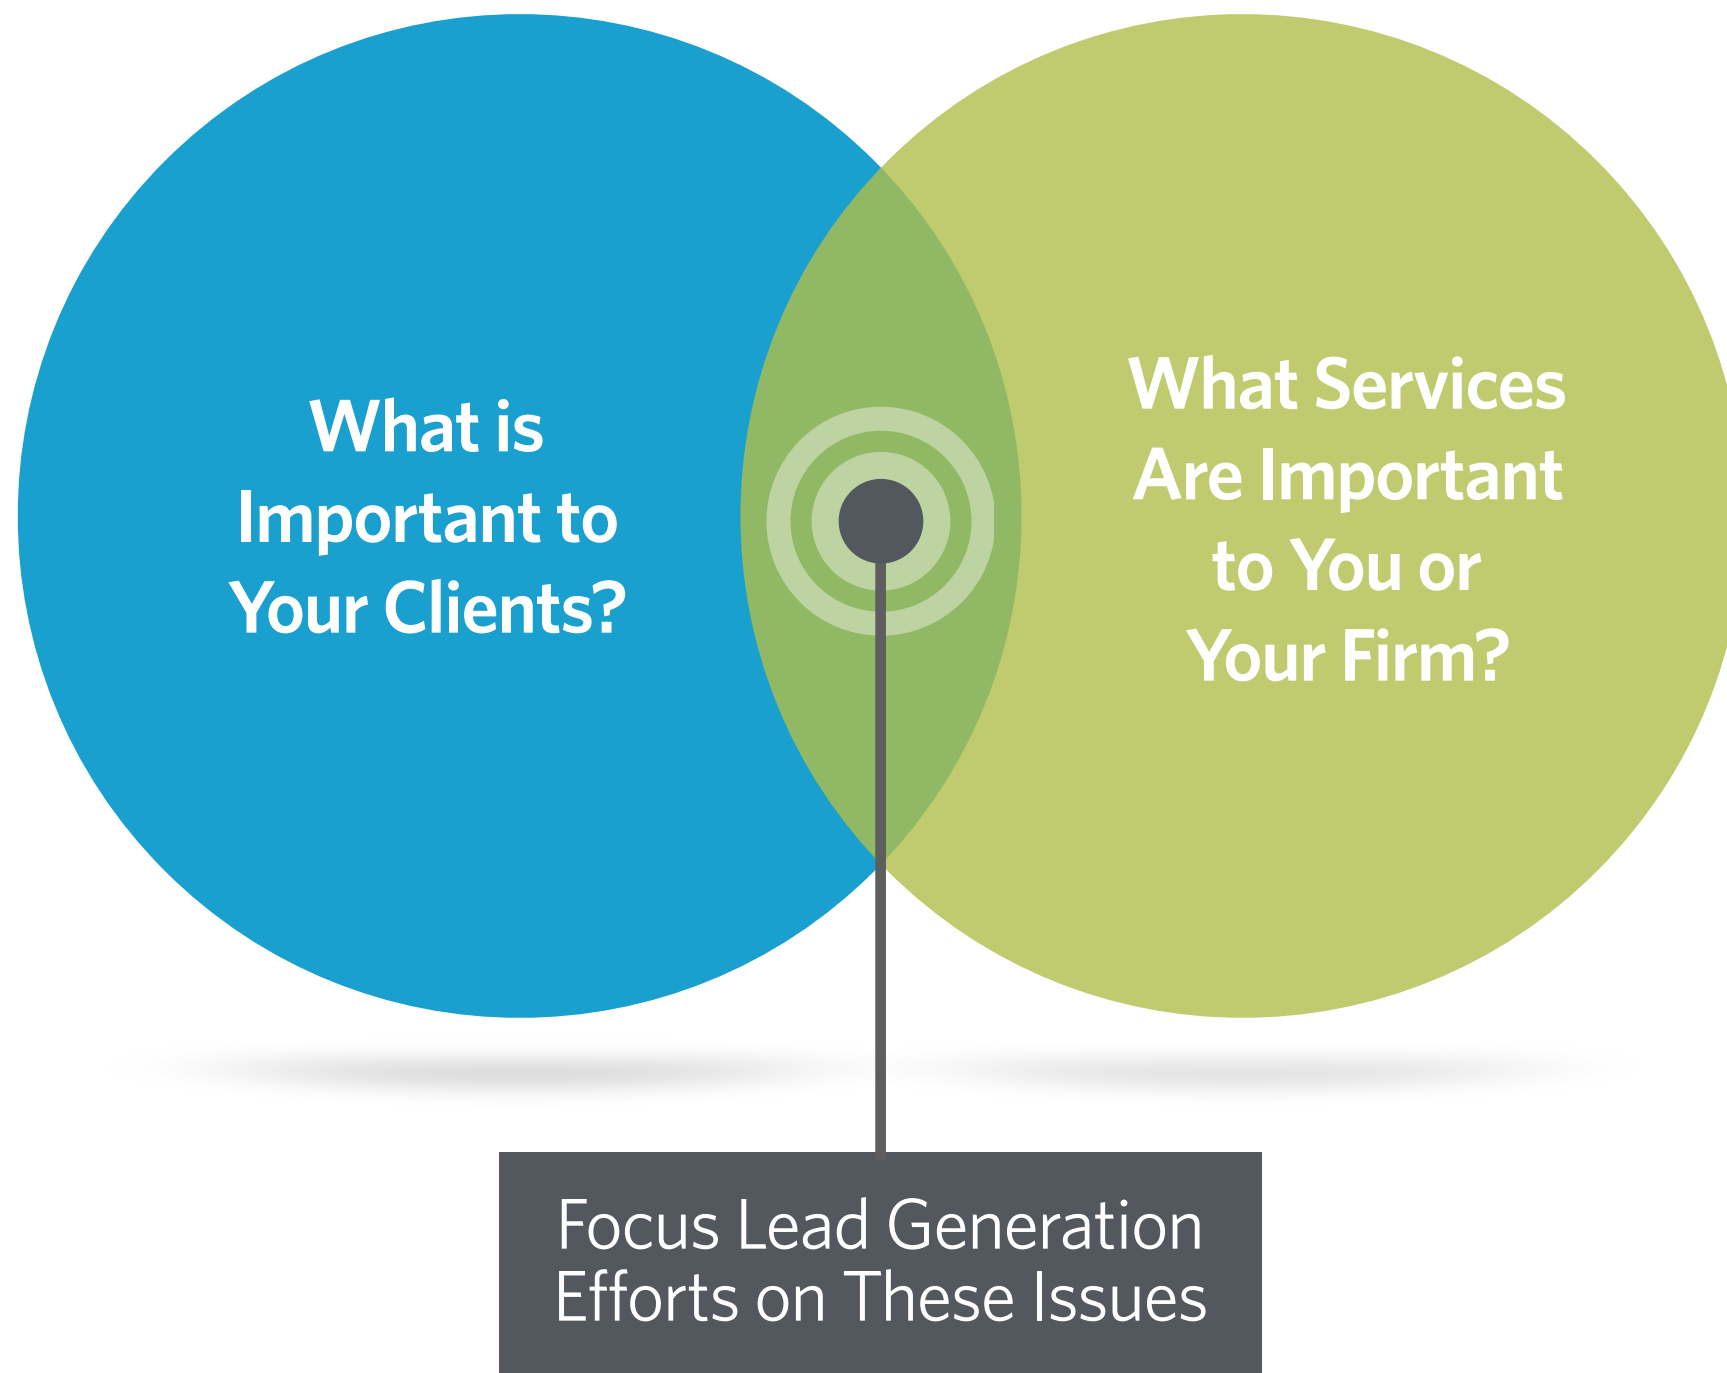 What is
Important to
Your Clients?
What Services
Are Important
to You or
Your Firm?
Focus Lead Generation
Efforts on These Issues